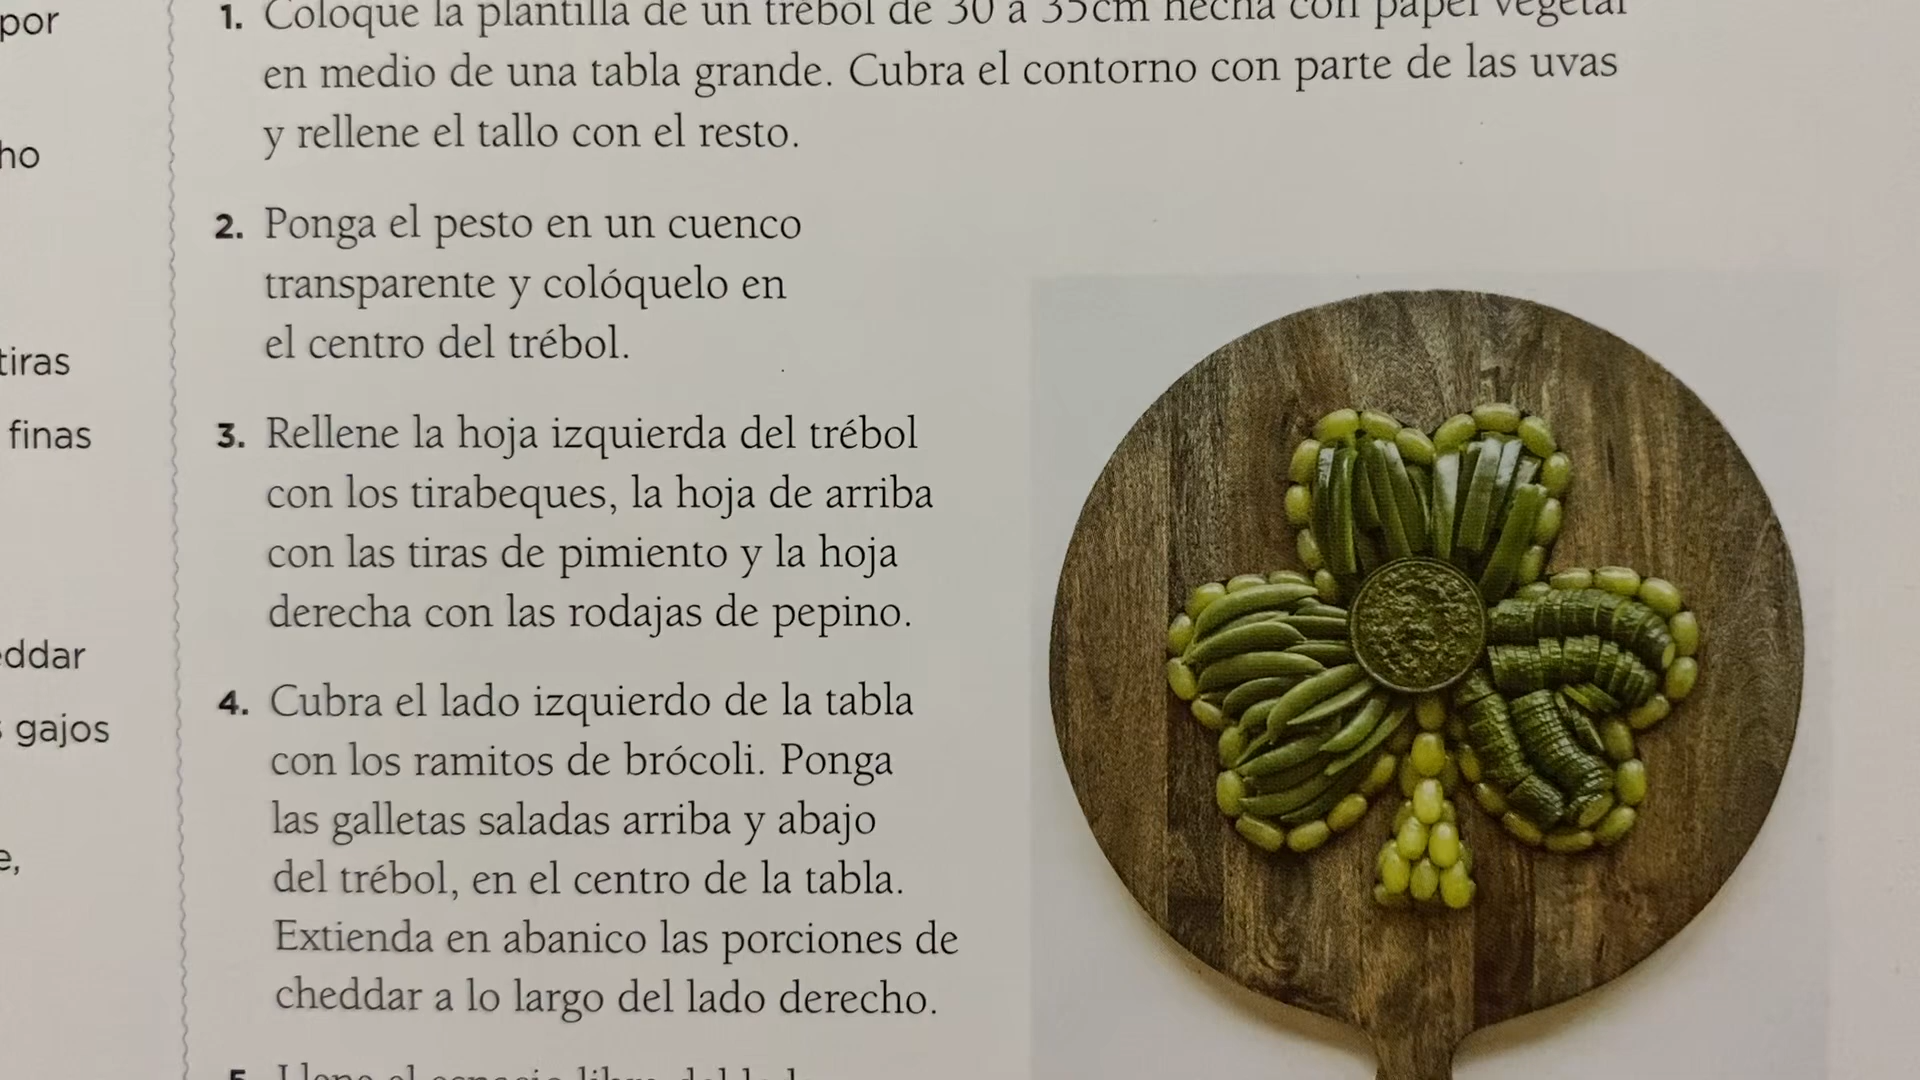 por
ho
tiras
finas
ddar
gajos
e,
1. Coloque la plantilla de un trébol de 30 a 35cm hecha con papel vegetal
en medio de una tabla grande. Cubra el contorno con parte de las uvas
y rellene el tallo con el resto.
2. Ponga el pesto en un cuenco
transparente y colóquelo en
el centro del trébol.
3. Rellene la hoja izquierda del trébol
con los tirabeques, la hoja de arriba
con las tiras de pimiento y la hoja
derecha con las rodajas de pepino.
4. Cubra el lado izquierdo de la tabla
con los ramitos de brócoli. Ponga
las galletas saladas arriba y abajo
del trébol, en el centro de la tabla.
Extienda en abanico las porciones de
cheddar a lo largo del lado derecho.
5. Llene el espacio libre del